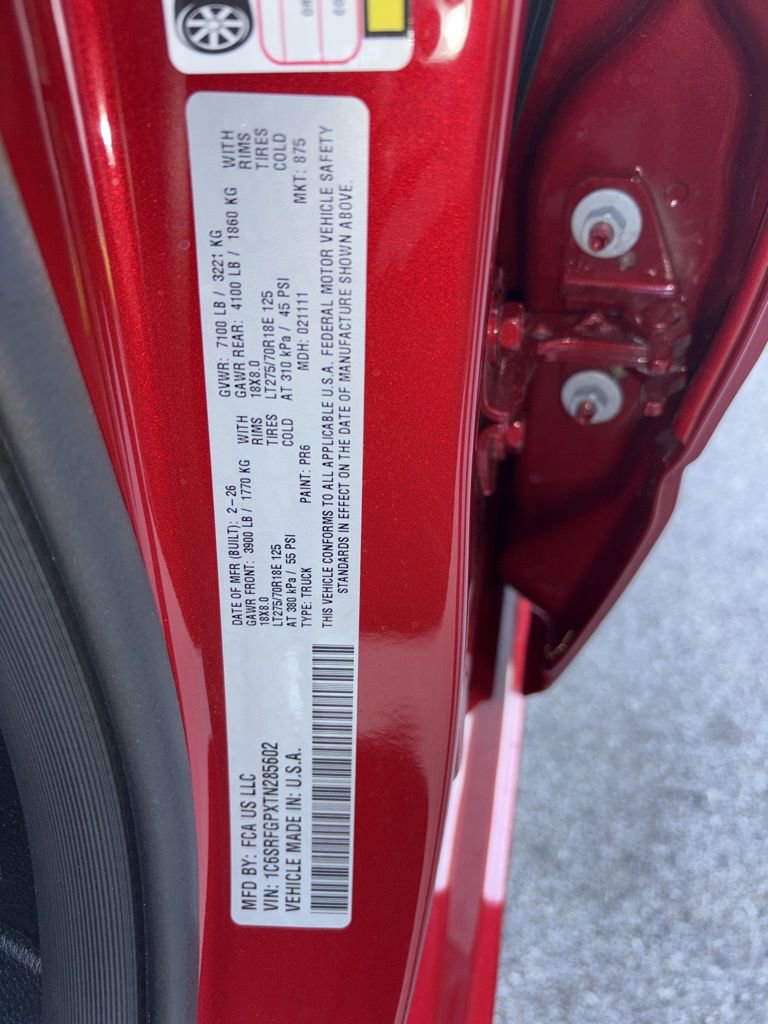 MFD BY: FCA US LLC
VIN: 1C6SRFGPXTN285602
VEHICLE MADE IN: U.S.A.
DATE OF MFR (BUILT): 2-26 GVWR: 7100 LB / 3221 KG
GAWR FRONT: 3900 LB / 1770 KG WITH GAWR REAR: 4100 LB / 1860 KG WITH
18X8.0 RIMS 18X8.0 RIMS
LT275/70R18E 125 TIRES LT275/70R18E 125 TIRES
AT 380 kPa / 55 PSI COLD AT 310 kPa / 45 PSI COLD
TYPE: TRUCK PAINT: PR6 MDH: 021111 MKT: 875
THIS VEHICLE CONFORMS TO ALL APPLICABLE U.S.A. FEDERAL MOTOR VEHICLE SAFETY
STANDARDS IN EFFECT ON THE DATE OF MANUFACTURE SHOWN ABOVE.